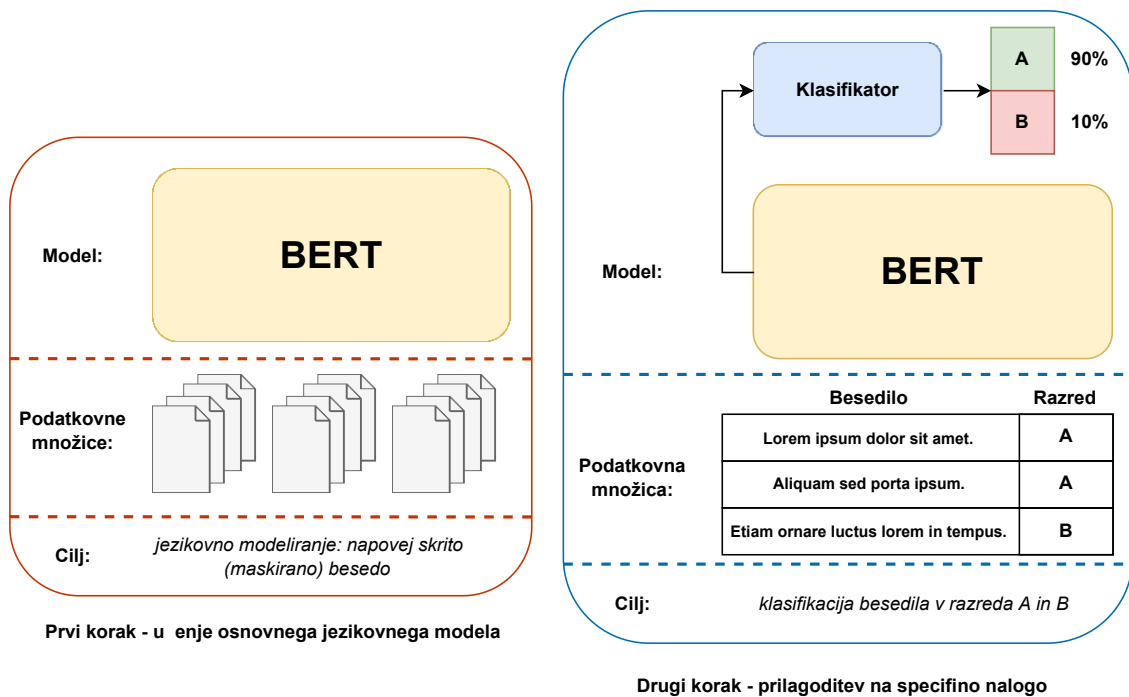 Model:
BERT
Podatkovne
množice:
Cilj:
jezikovno modeliranje: napovej skrito
(maskirano) besedo
Prvi korak - u enje osnovnega jezikovnega modela
Klasifikator
A
90%
B
10%
Model:
BERT
Besedilo
Razred
Podatkovna
množica:
Lorem ipsum dolor sit amet.
A
Aliquam sed porta ipsum.
A
Etiam ornare luctus lorem in tempus.
B
Cilj:
klasifikacija besedila v razreda A in B
Drugi korak - prilagoditev na specifino nalogo